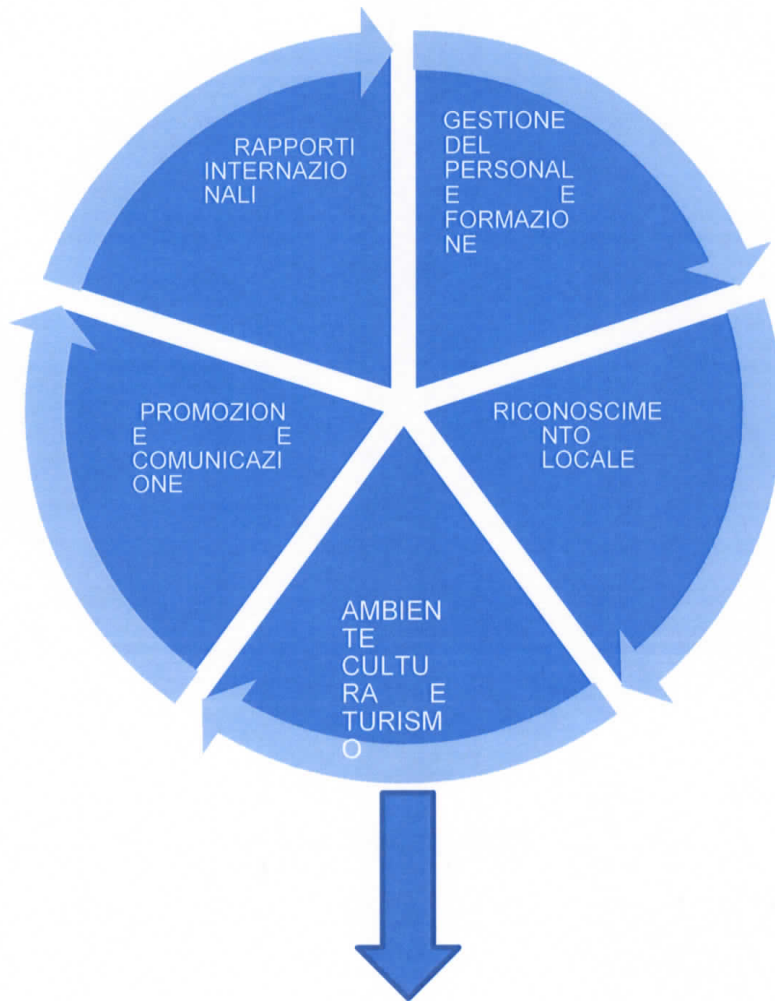 RAPPORTI
INTERNAZIO
NALI
GESTIONE
DEL
PERSONAL
E E
FORMAZIO
NE
PROMOZION
E E
COMUNICAZI
ONE
RICONOSCIME
NTO
LOCALE
AMBIEN
TE
CULTU
RA E
TURISM
O